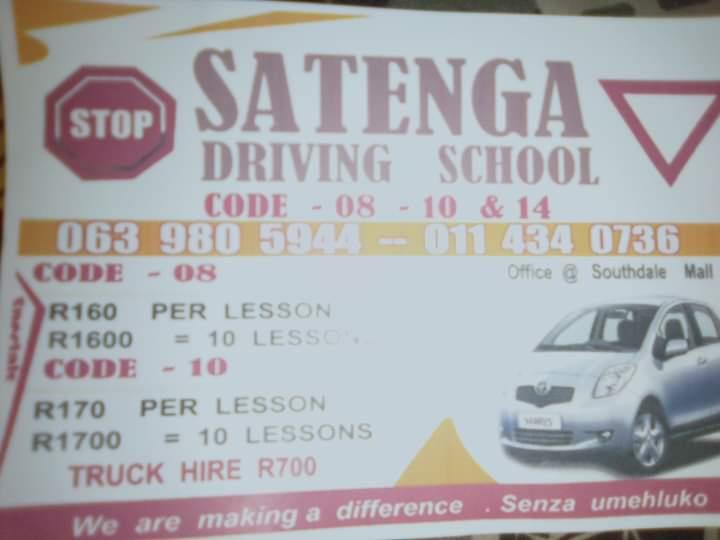 STOP
SATENGA
DRIVING SCHOOL
CODE - 08 - 10 & 14
063 980 5944 -- 011 434 0736
CODE - 08
Office @ Southdale Mall
R160 PER LESSON
R1600 = 10 LESSONS
CODE - 10
R170 PER LESSON
R1700 = 10 LESSONS
TRUCK HIRE R700
YARIS
We are making a difference . Senza umehluko